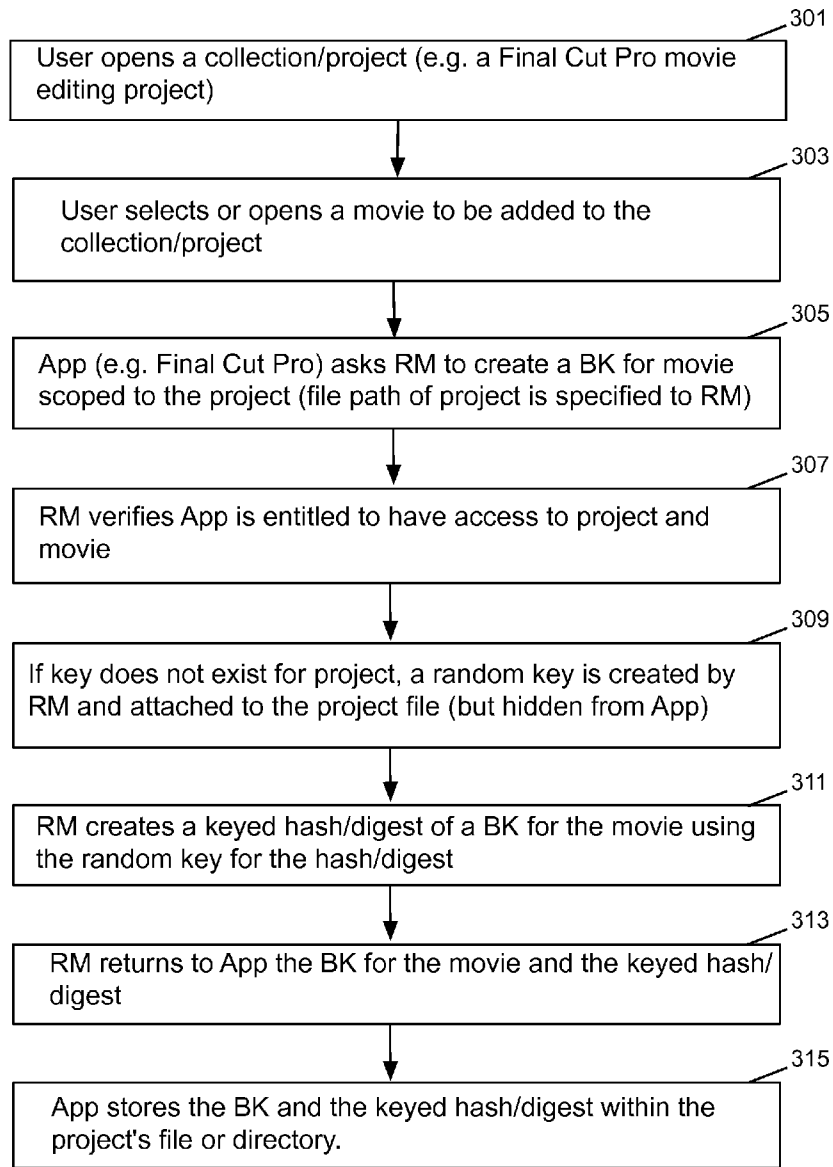 301
User opens a collection/project (e.g. a Final Cut Pro movie
editing project)
303
User selects or opens a movie to be added to the
collection/project
305
App (e.g. Final Cut Pro) asks RM to create a BK for movie
scoped to the project (file path of project is specified to RM)
307
RM verifies App is entitled to have access to project and
movie
309
If key does not exist for project, a random key is created by
RM and attached to the project file (but hidden from App)
311
RM creates a keyed hash/digest of a BK for the movie using
the random key for the hash/digest
313
RM returns to App the BK for the movie and the keyed hash/
digest
315
App stores the BK and the keyed hash/digest within the
project's file or directory.